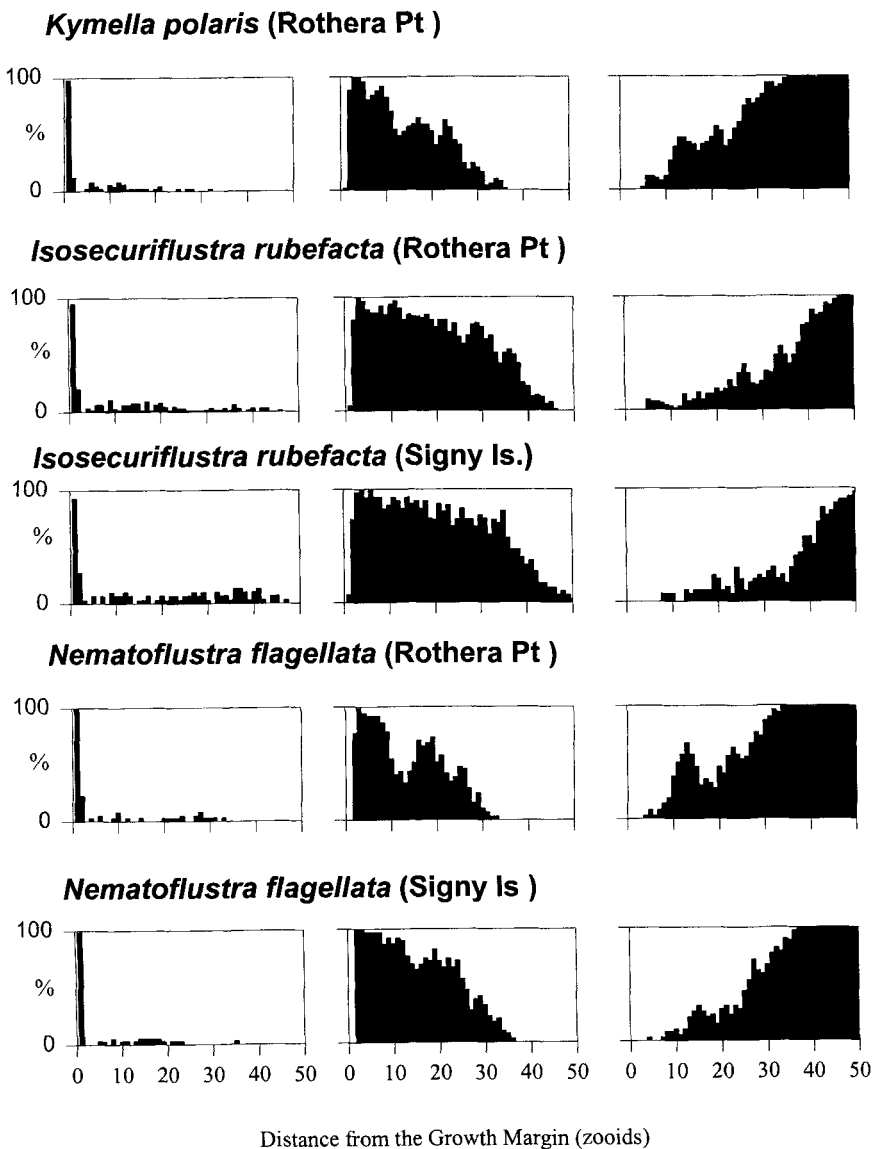 Kymella polaris (Rothera Pt )
100
%
0
Isosecuriflustra rubefacta (Rothera Pt )
100
%
0
Isosecuriflustra rubefacta (Signy Is.)
100
%
0
Nematoflustra flagellata (Rothera Pt )
100
%
0
Nematoflustra flagellata (Signy Is )
100
%
0
0 10 20 30 40 50 0 10 20 30 40 50 0 10 20 30 40 50
Distance from the Growth Margin (zooids)